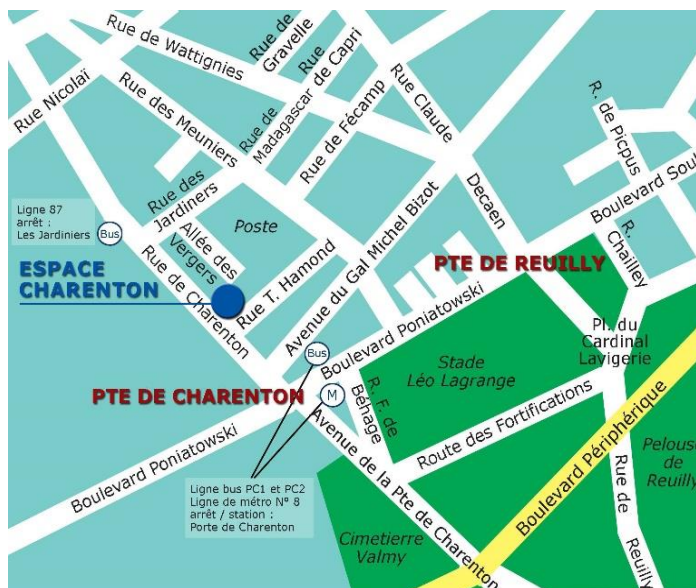 Rue de Wattignies
Rue de
Gravelle
Rue
de Capri
Rue Nicolaï
Rue des Meuniers
Rue de
Madagascar
Rue de Fécamp
Rue Claude
Decaen
R.
de Picpus
Boulevard Soul
R.
Chailley
Rue des
Jardiners
Ligne 87
arrêt :
Les Jardiniers
Bus
Allée des
Vergers
Poste
Avenue du Gal Michel Bizot
PTE DE REUILLY
ESPACE
CHARENTON
Rue de Charenton
Rue T. Hamond
Bus
Boulevard Poniatowski
Pl. du
Cardinal
Lavigerie
Stade
Léo Lagrange
PTE DE CHARENTON
M
R. F. de
Béhage
Route des Fortifications
Boulevard Périphérique
Pelouse
de
Reuilly
Boulevard Poniatowski
Avenue de la Pte de Charenton
Rue de
Reuilly
Ligne bus PC1 et PC2
Ligne de métro N° 8
arrêt / station :
Porte de Charenton
Cimetierre
Valmy